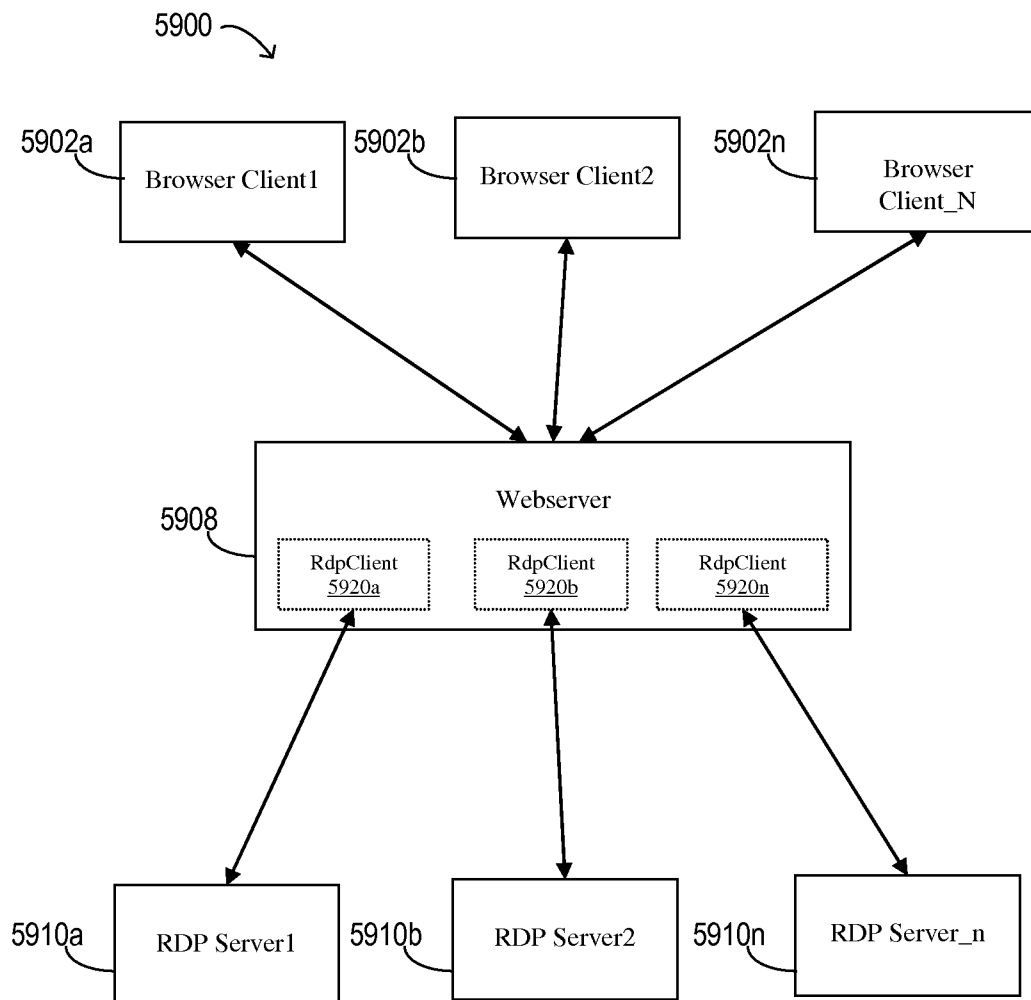 5900
5902a
Browser Client1
5902b
Browser Client2
5902n
Browser
Client_N
5908
Webserver
RdpClient
5920a
RdpClient
5920b
RdpClient
5920n
5910a
RDP Server1
5910b
RDP Server2
5910n
RDP Server_n